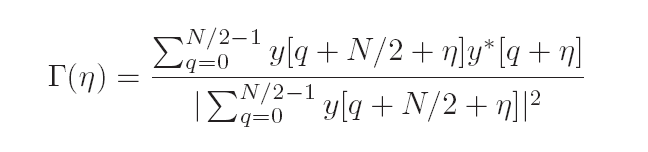 Γ(η) = \frac{\sum_{q=0}^{N/2-1} y[q + N/2 + η]y^*[q + η]}{|\sum_{q=0}^{N/2-1} y[q + N/2 + η]|^2}